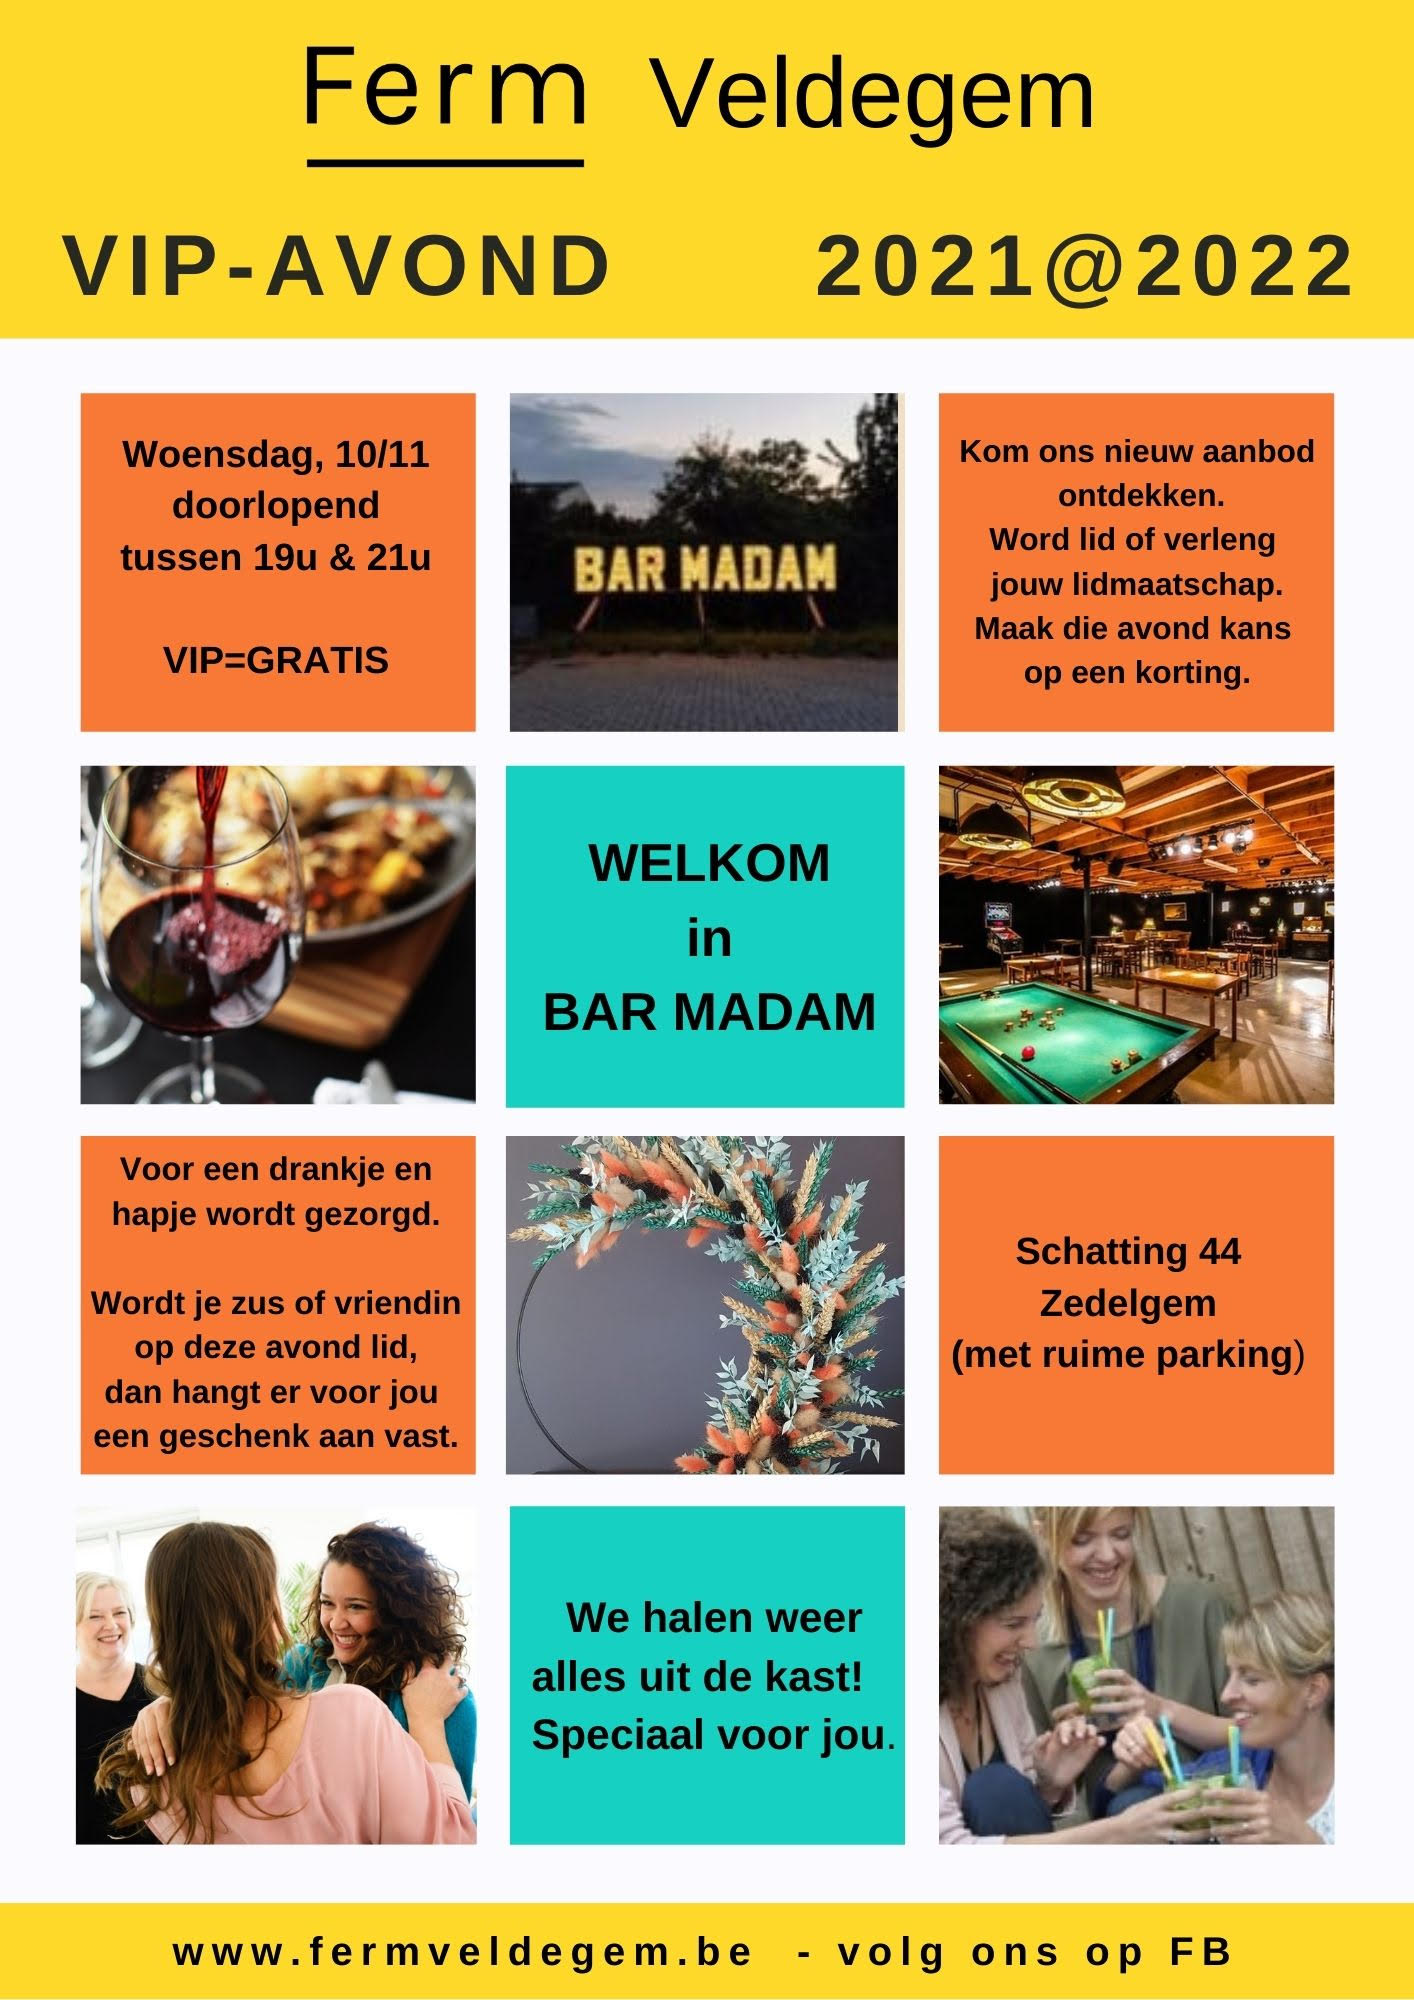 Ferm Veldegem
VIP-AVOND 2021@2022
Woensdag, 10/11
doorlopend
tussen 19u & 21u
VIP=GRATIS
BAR MADAM
Kom ons nieuw aanbod
ontdekken.
Word lid of verleng
jouw lidmaatschap.
Maak die avond kans
op een korting.
WELKOM
in
BAR MADAM
Voor een drankje en
hapje wordt gezorgd.
Wordt je zus of vriendin
op deze avond lid,
dan hangt er voor jou
een geschenk aan vast.
Schatting 44
Zedelgem
(met ruime parking)
We halen weer
alles uit de kast!
Speciaal voor jou.
www.fermveldegem.be - volg ons op FB